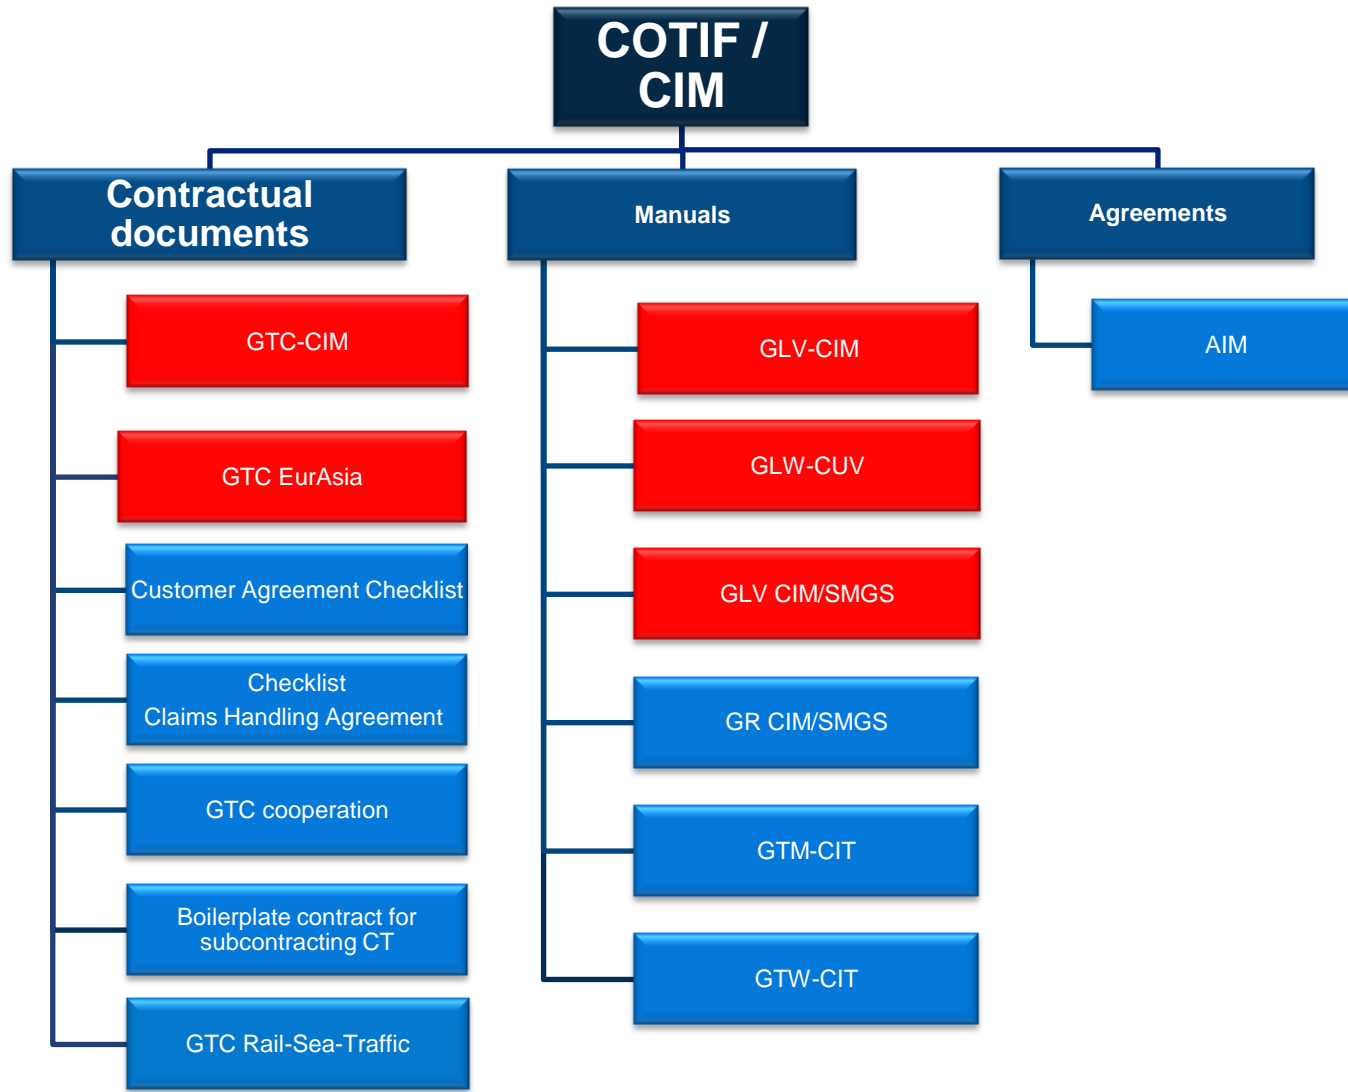 COTIF /
CIM
Contractual
documents
GTC-CIM
GTC EurAsia
Customer Agreement Checklist
Checklist
Claims Handling Agreement
GTC cooperation
Boilerplate contract for
subcontracting CT
GTC Rail-Sea-Traffic
Manuals
GLV-CIM
GLW-CUV
GLV CIM/SMGS
GR CIM/SMGS
GTM-CIT
GTW-CIT
Agreements
AIM